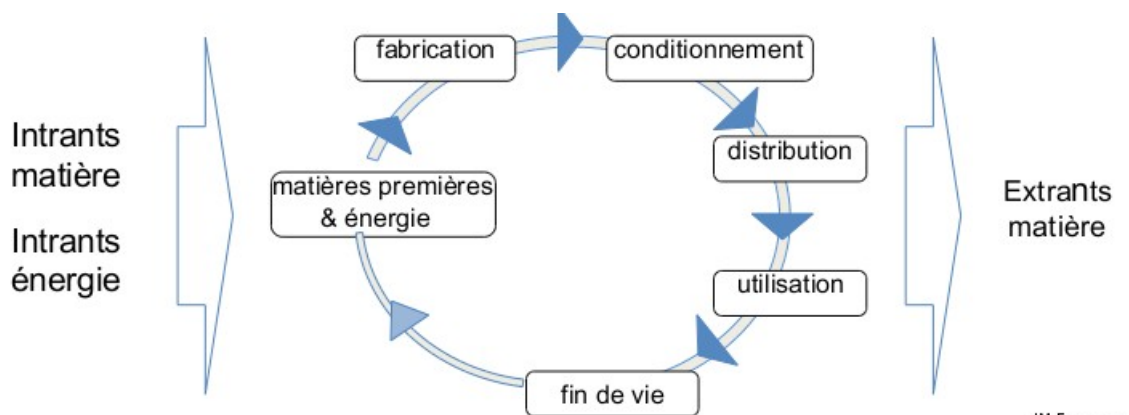 fabrication
conditionnement
Intrants
matière
distribution
matières premières
& énergie
Extrants
matière
Intrants
énergie
utilisation
fin de vie